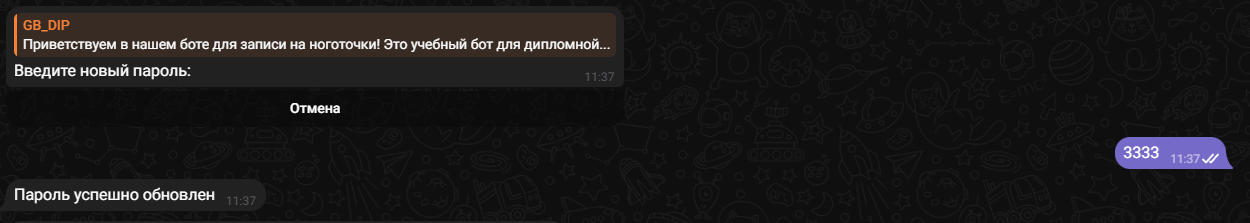 GB_DIP
Приветствуем в нашем боте для записи на ноготочки! Это учебный бот для дипломной...
Введите новый пароль:
11:37
Отмена
3333 11:37
Пароль успешно обновлен 11:37